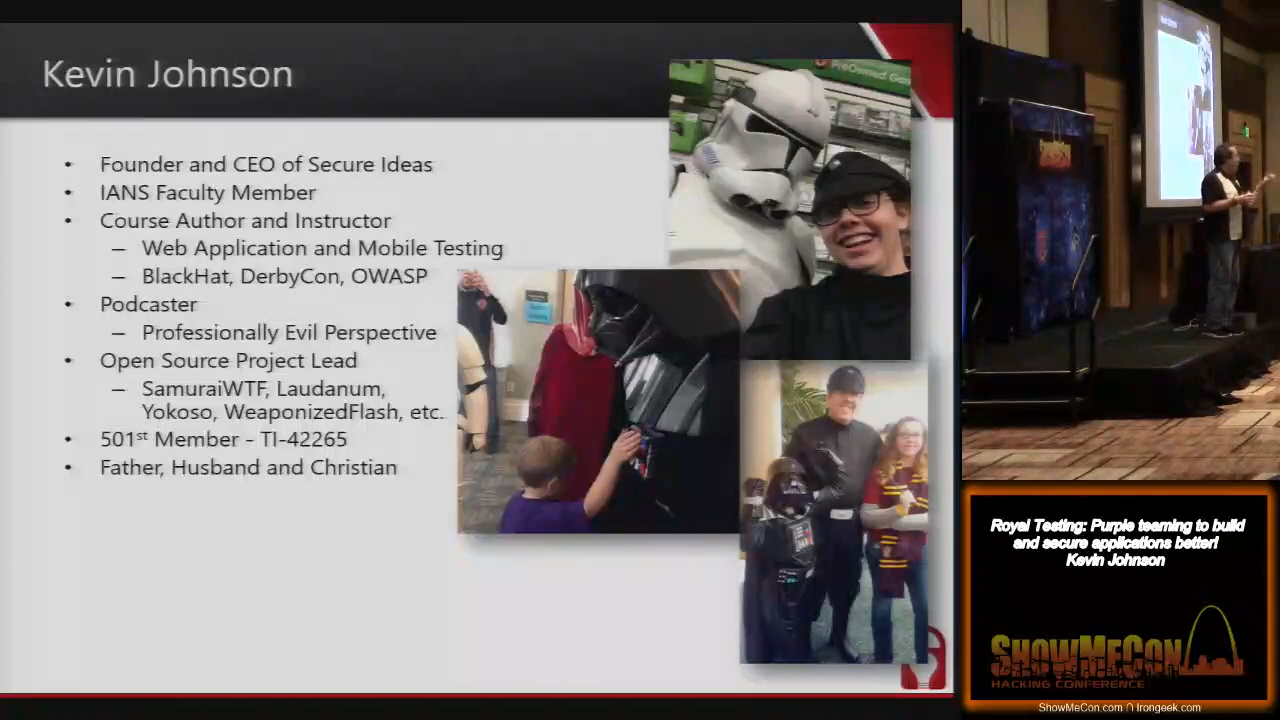 Kevin Johnson
• Founder and CEO of Secure Ideas
• IANS Faculty Member
• Course Author and Instructor
– Web Application and Mobile Testing
– BlackHat, DerbyCon, OWASP
• Podcaster
– Professionally Evil Perspective
• Open Source Project Lead
– SamuraiWTF, Laudanum,
Yokoso, WeaponizedFlash, etc.
• 501st Member – TI-42265
• Father, Husband and Christian
PreOwned
Royal Testing: Purple teaming to build
and secure applications better!
Kevin Johnson
ShowMeCon
HACKING CONFERENCE
ShowMeCon.com ∩ Irongeek.com